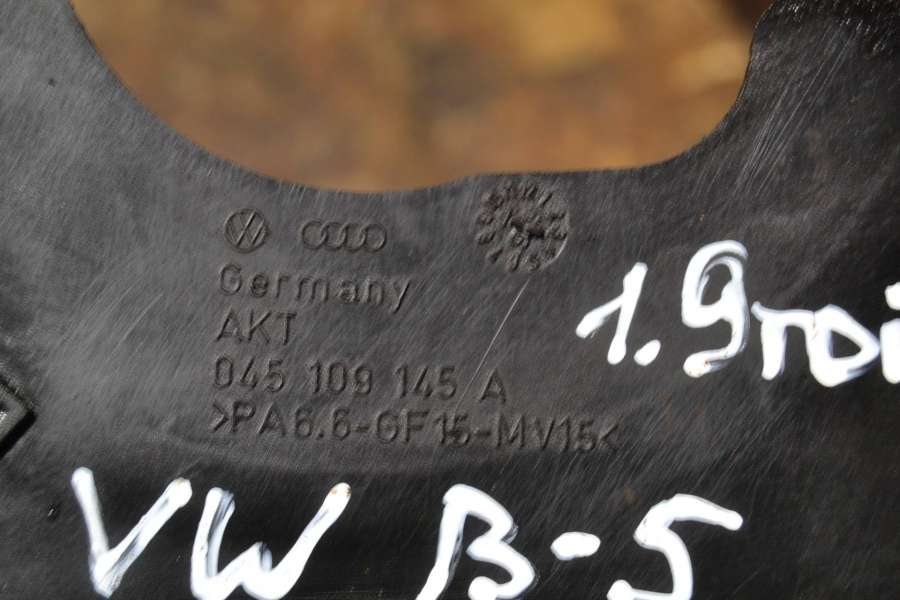 Germany
AKT
045 109 145 A
>PA6.6-GF15-MV15<
1.9TDi
VW B-5